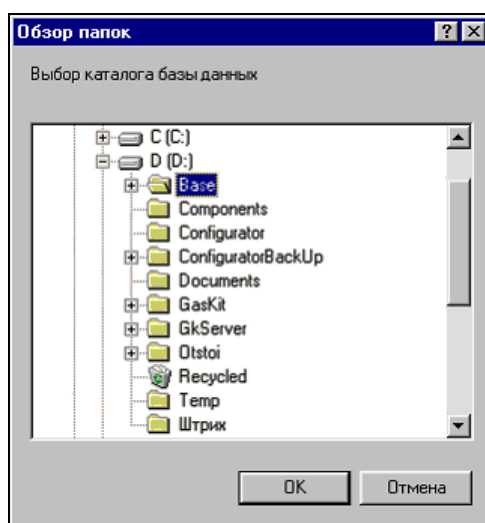 Обзор папок
Выбор каталога базы данных
C (C:)
D (D:)
Base
Components
Configurator
ConfiguratorBackUp
Documents
GasKit
GkServer
Otstoi
Recycled
Temp
Штрих
OK
Отмена